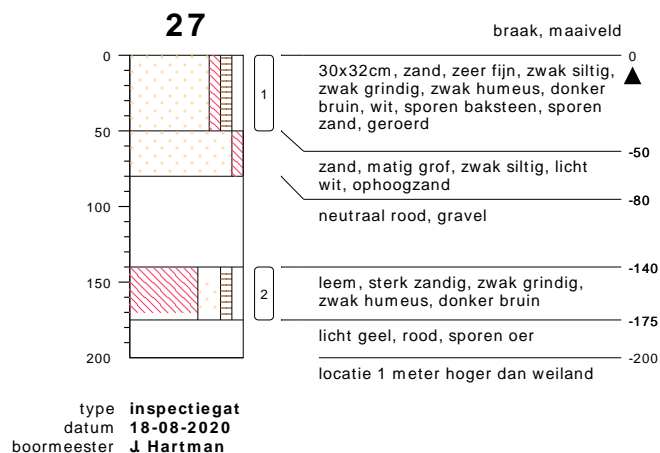 27
braak, maaiveld
0
0
30x32cm, zand, zeer fijn, zwak siltig,
zwak grindig, zwak humeus, donker
bruin, wit, sporen baksteen, sporen
zand, geroerd
1
50
-50
zand, matig grof, zwak siltig, licht
wit, ophoogzand
-80
100
neutraal rood, gravel
-140
150
2
leem, sterk zandig, zwak grindig,
zwak humeus, donker bruin
-175
licht geel, rood, sporen oer
200
-200
locatie 1 meter hoger dan weiland
type inspectiegat
datum 18-08-2020
boormeester J Hartman